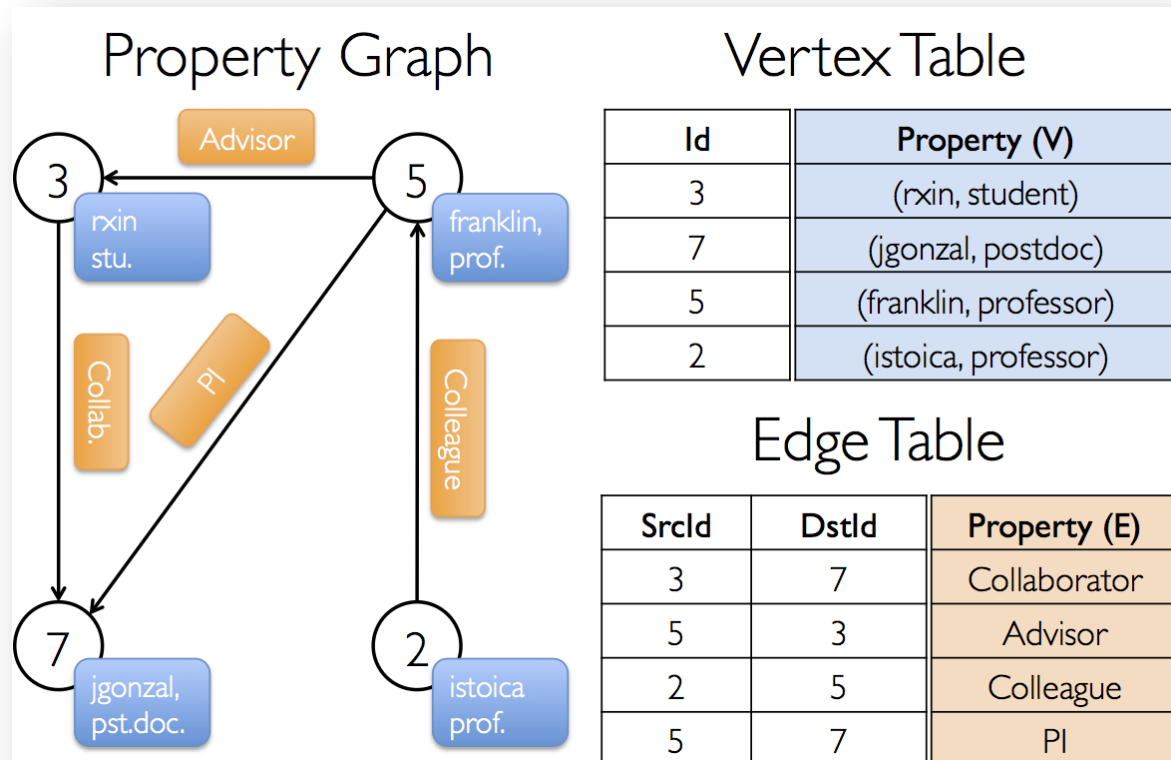 Property Graph
Advisor
3
5
rxin
stu.
franklin,
prof.
Collab.
PI
Colleague
7
2
jgonzal,
pst.doc.
istoica
prof.
Vertex Table
Id Property (V)
3 (rxin, student)
7 (jgonzal, postdoc)
5 (franklin, professor)
2 (istoica, professor)
Edge Table
SrcId DstId Property (E)
3 7 Collaborator
5 3 Advisor
2 5 Colleague
5 7 PI